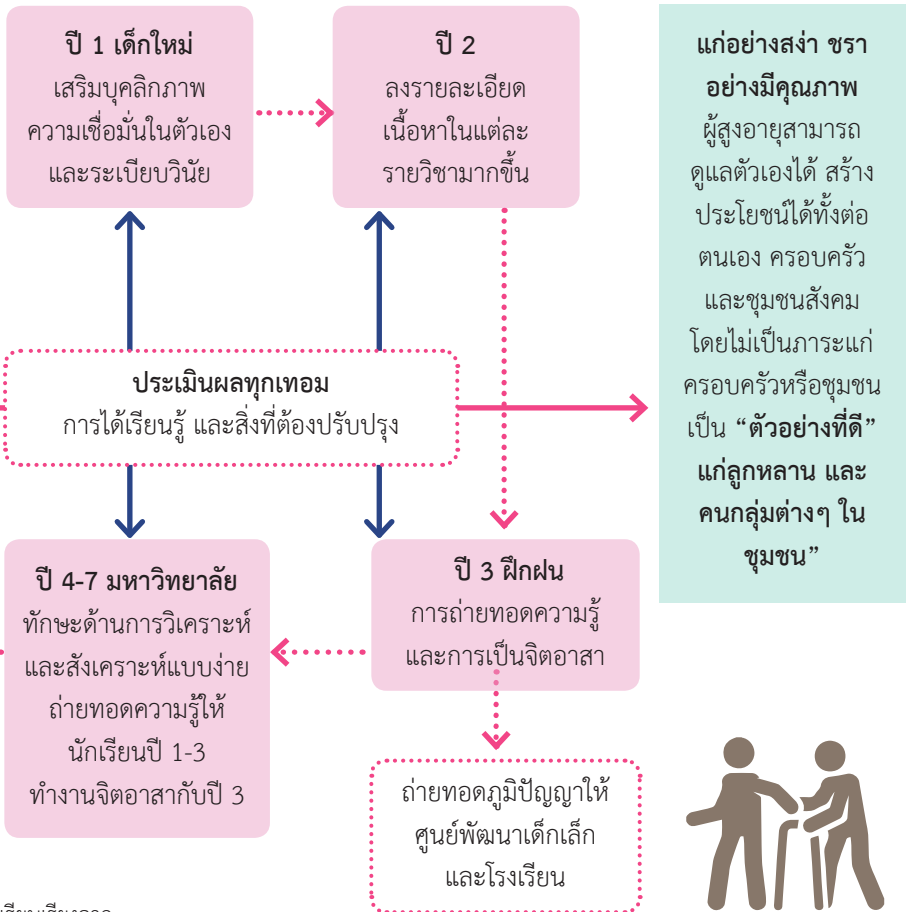 ปี 1 เด็กใหม่
เสริมบุคลิกภาพ
ความเชื่อมั่นในตัวเอง
และระเบียบวินัย
ปี 2
ลงรายละเอียด
เนื้อหาในแต่ละ
รายวิชามากขึ้น
แก่อย่างสง่า ชรา
อย่างมีคุณภาพ
ผู้สูงอายุสามารถ
ดูแลตัวเองได้ สร้าง
ประโยชน์ได้ทั้งต่อ
ตนเอง ครอบครัว
และชุมชนสังคม
โดยไม่เป็นภาระแก่
ครอบครัวหรือชุมชน
เป็น “ตัวอย่างที่ดี”
แก่ลูกหลาน และ
คนกลุ่มต่างๆ ใน
ชุมชน”
ประเมินผลทุกเทอม
การได้เรียนรู้ และสิ่งที่ต้องปรับปรุง
ปี 4-7 มหาวิทยาลัย
ทักษะด้านการวิเคราะห์
และสังเคราะห์แบบง่าย
ถ่ายทอดความรู้ให้
นักเรียนปี 1-3
ทำงานจิตอาสากับปี 3
ปี 3 ฝึกฝน
การถ่ายทอดความรู้
และการเป็นจิตอาสา
ถ่ายทอดภูมิปัญญาให้
ศูนย์พัฒนาเด็กเล็ก
และโรงเรียน